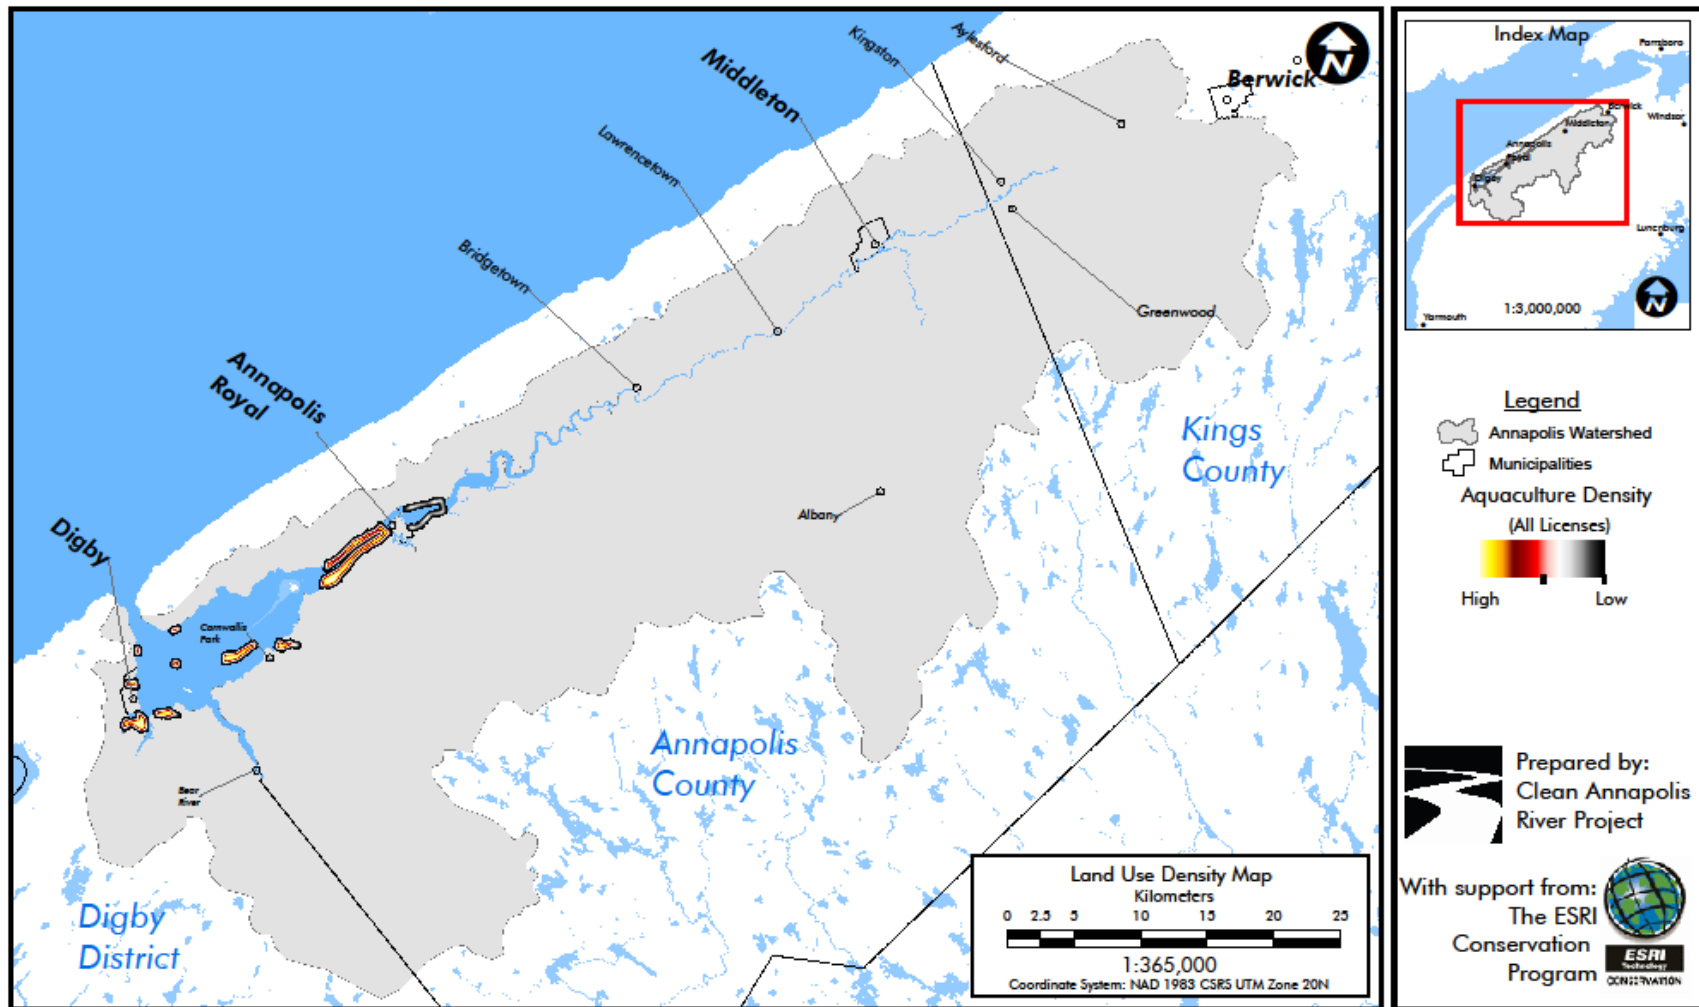 Aylesford
Kingston
Berwick
Middleton
Lawrencetown
Bridgetown
Greenwood
Annapolis
Royal
Kings
County
Albany
Digby
Cornwallis
Park
Annapolis
County
Bear
River
Digby
District
N
Land Use Density Map
Kilometers
0 2.5 5 10 15 20 25
1:365,000
Coordinate System: NAD 1983 CSRS UTM Zone 20N
Index Map
Parrsboro
Berwick
Middleton
Windsor
Annapolis
Royal
Digby
Lunenburg
Yarmouth
1:3,000,000
N
Legend
Annapolis Watershed
Municipalities
Aquaculture Density
(All Licenses)
High Low
Prepared by:
Clean Annapolis
River Project
With support from:
The ESRI
Conservation
Program
ESRI
Technology
CONSERVATION